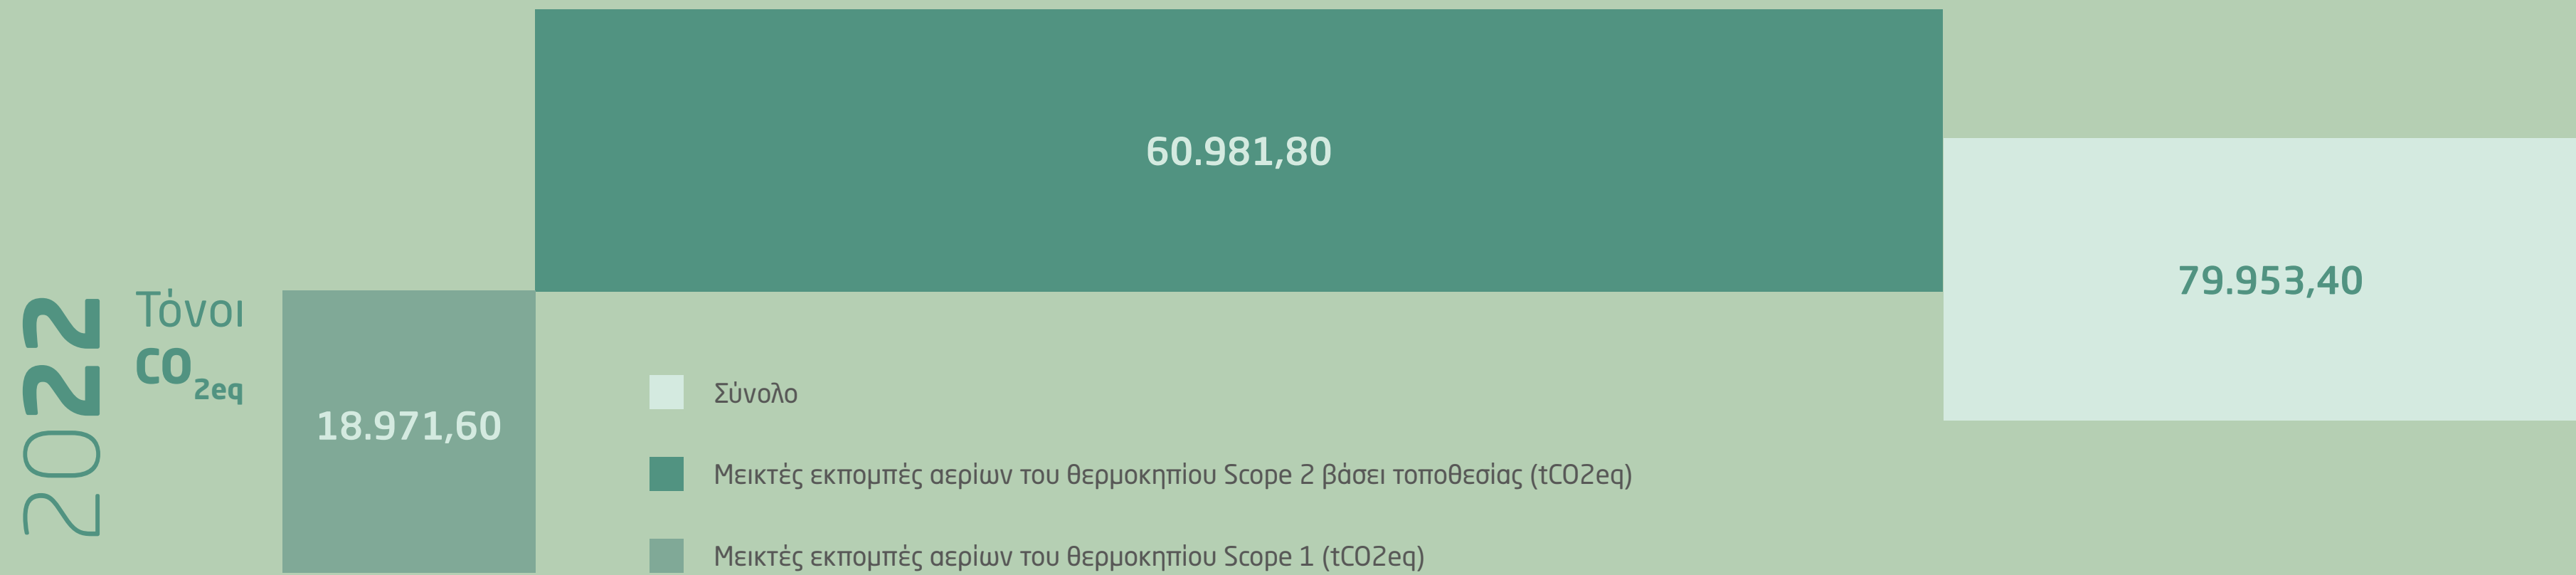 2022
Τόνοι
CO2eq
18.971,60
60.981,80
79.953,40
Σύνολο
Μεικτές εκπομπές αερίων του θερμοκηπίου Scope 2 βάσει τοποθεσίας (tCO2eq)
Μεικτές εκπομπές αερίων του θερμοκηπίου Scope 1 (tCO2eq)